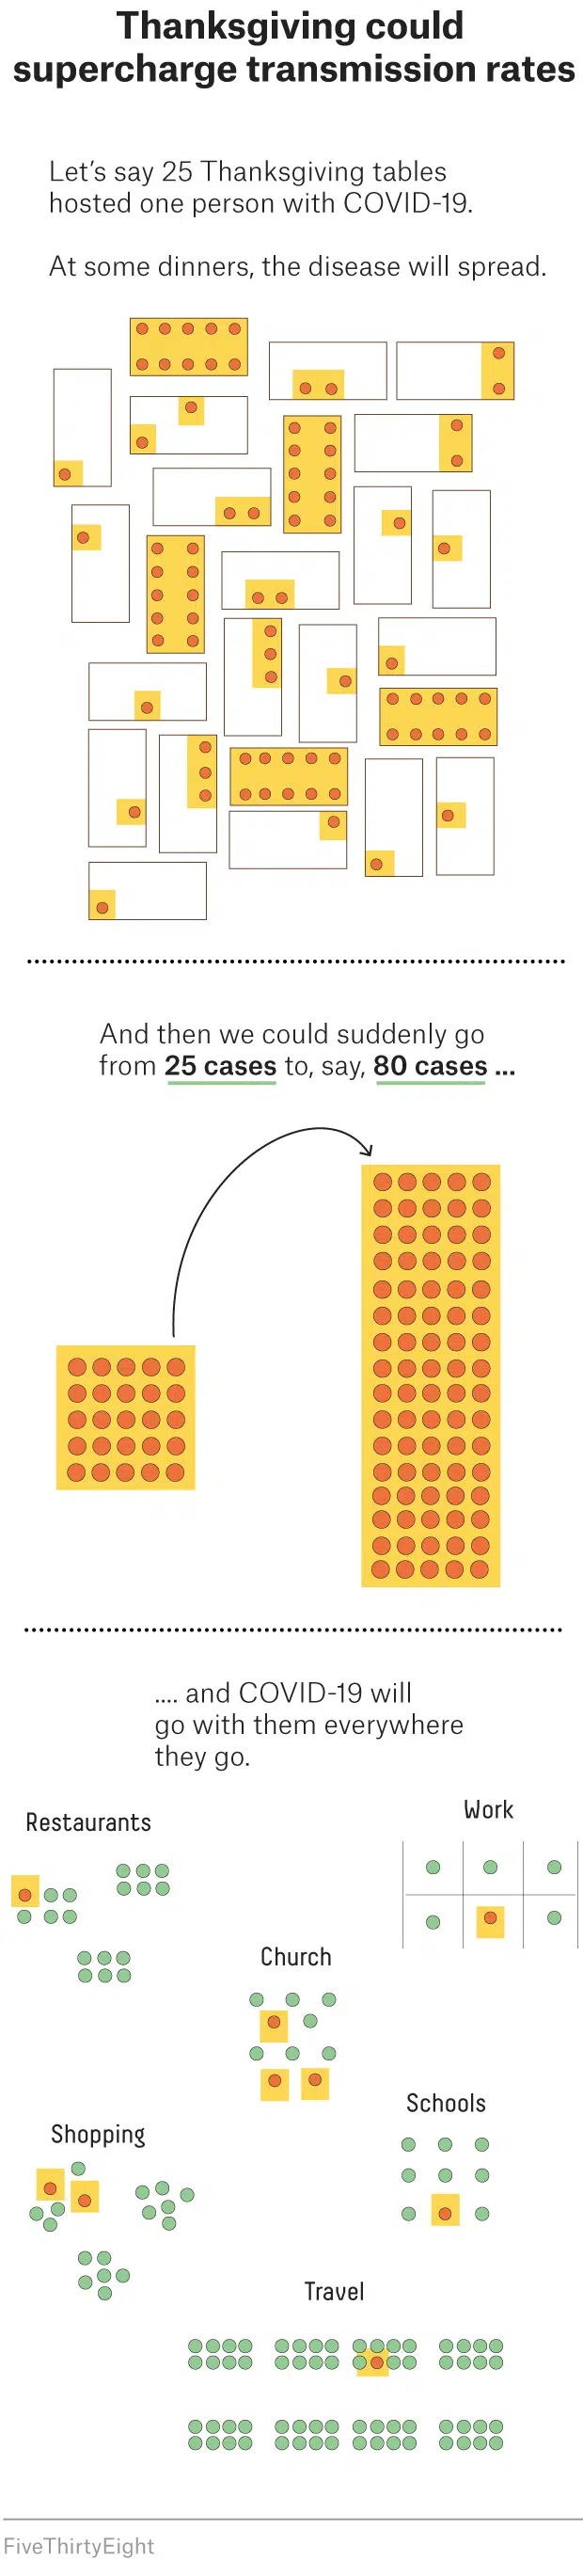 Thanksgiving could
supercharge transmission rates
Let's say 25 Thanksgiving tables
hosted one person with COVID-19.
At some dinners, the disease will spread.
And then we could suddenly go
from 25 cases to, say, 80 cases ...
.... and COVID-19 will
go with them everywhere
they go.
Restaurants
Work
Church
Schools
Shopping
Travel
FiveThirtyEight